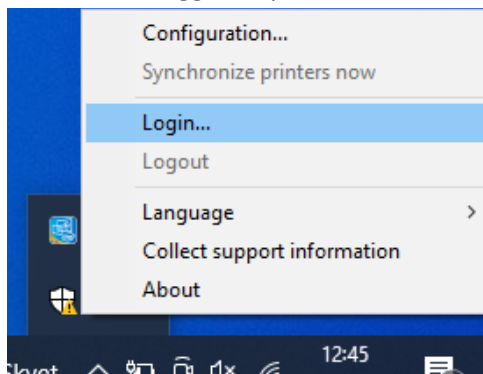 Configuration...
Synchronize printers now
Login...
Logout
Language
Collect support information
About
12:45